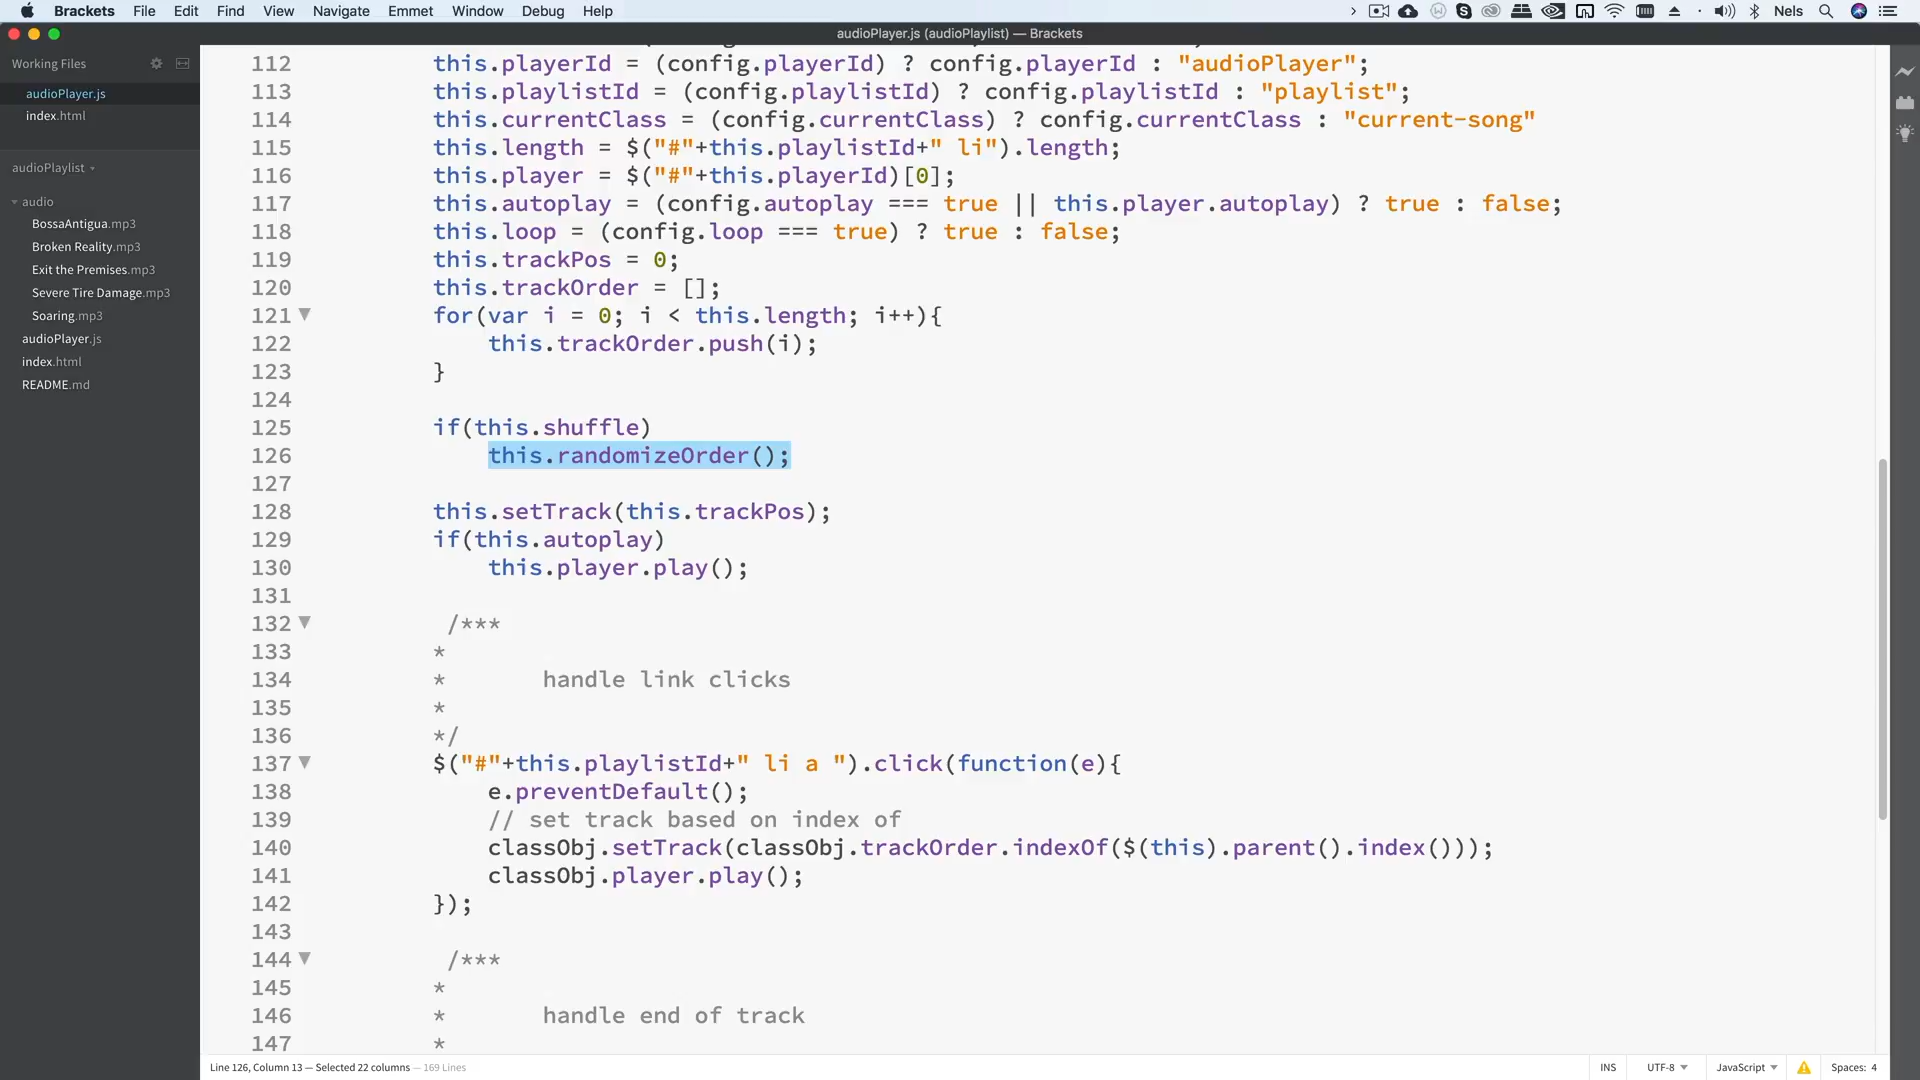 Brackets File Edit Find View Navigate Emmet Window Debug Help Nels
audioPlayer.js (audioPlaylist) — Brackets
Working Files
audioPlayer.js
index.html
audioPlaylist
audio
BossaAntigua.mp3
Broken Reality.mp3
Exit the Premises.mp3
Severe Tire Damage.mp3
Soaring.mp3
audioPlayer.js
index.html
README.md
112 this.playerId = (config.playerId) ? config.playerId : "audioPlayer";
113 this.playlistId = (config.playlistId) ? config.playlistId : "playlist";
114 this.currentClass = (config.currentClass) ? config.currentClass : "current-song"
115 this.length = $("#"+this.playlistId+" li").length;
116 this.player = $("#"+this.playerId)[0];
117 this.autoplay = (config.autoplay === true || this.player.autoplay) ? true : false;
118 this.loop = (config.loop === true) ? true : false;
119 this.trackPos = 0;
120 this.trackOrder = [];
121 for(var i = 0; i < this.length; i++){
122 this.trackOrder.push(i);
123 }
124
125 if(this.shuffle)
126 this.randomizeOrder();
127
128 this.setTrack(this.trackPos);
129 if(this.autoplay)
130 this.player.play();
131
132 /***
133 *
134 * handle link clicks
135 *
136 */
137 $("#"+this.playlistId+" li a ").click(function(e){
138 e.preventDefault();
139 // set track based on index of
140 classObj.setTrack(classObj.trackOrder.indexOf($(this).parent().index()));
141 classObj.player.play();
142 });
143
144 /***
145 *
146 * handle end of track
147 *
Line 126, Column 13 — Selected 22 columns — 169 Lines INS UTF-8 JavaScript Spaces: 4